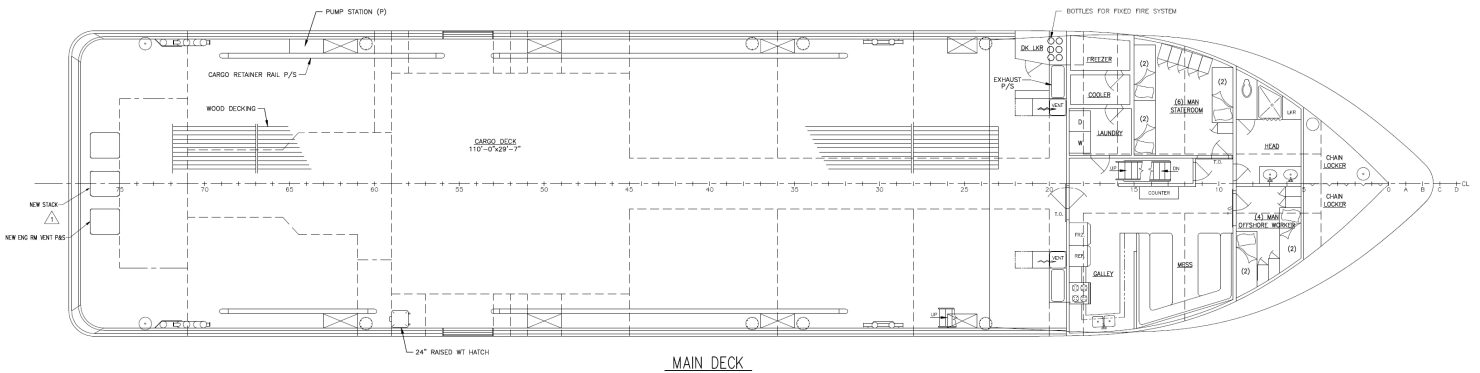 PUMP STATION (P)
BOTTLES FOR FIXED FIRE SYSTEM
DK LKR
FREEZER
CARGO RETAINER RAIL P/S
EXHAUST
P/S
COOLER
(2)
(2)
(6) MAN
STATEROOM
WOOD DECKING
VENT
LKR
D
W
LAUNDRY
(2)
CARGO DECK
110'-0"x29'-7"
HEAD
CHAIN
LOCKER
UP
DN
T.O.
75
70
65
60
55
50
45
40
35
30
25
20
15
10
5
0
A
B
C
D
CL
NEW STACK
COUNTER
CHAIN
LOCKER
1
T.O.
(4) MAN
OFFSHORE WORKER
NEW ENG RM VENT P&S
FRZ
REF
VENT
GALLEY
MESS
(2)
(2)
UP
24" RAISED WT HATCH
MAIN DECK